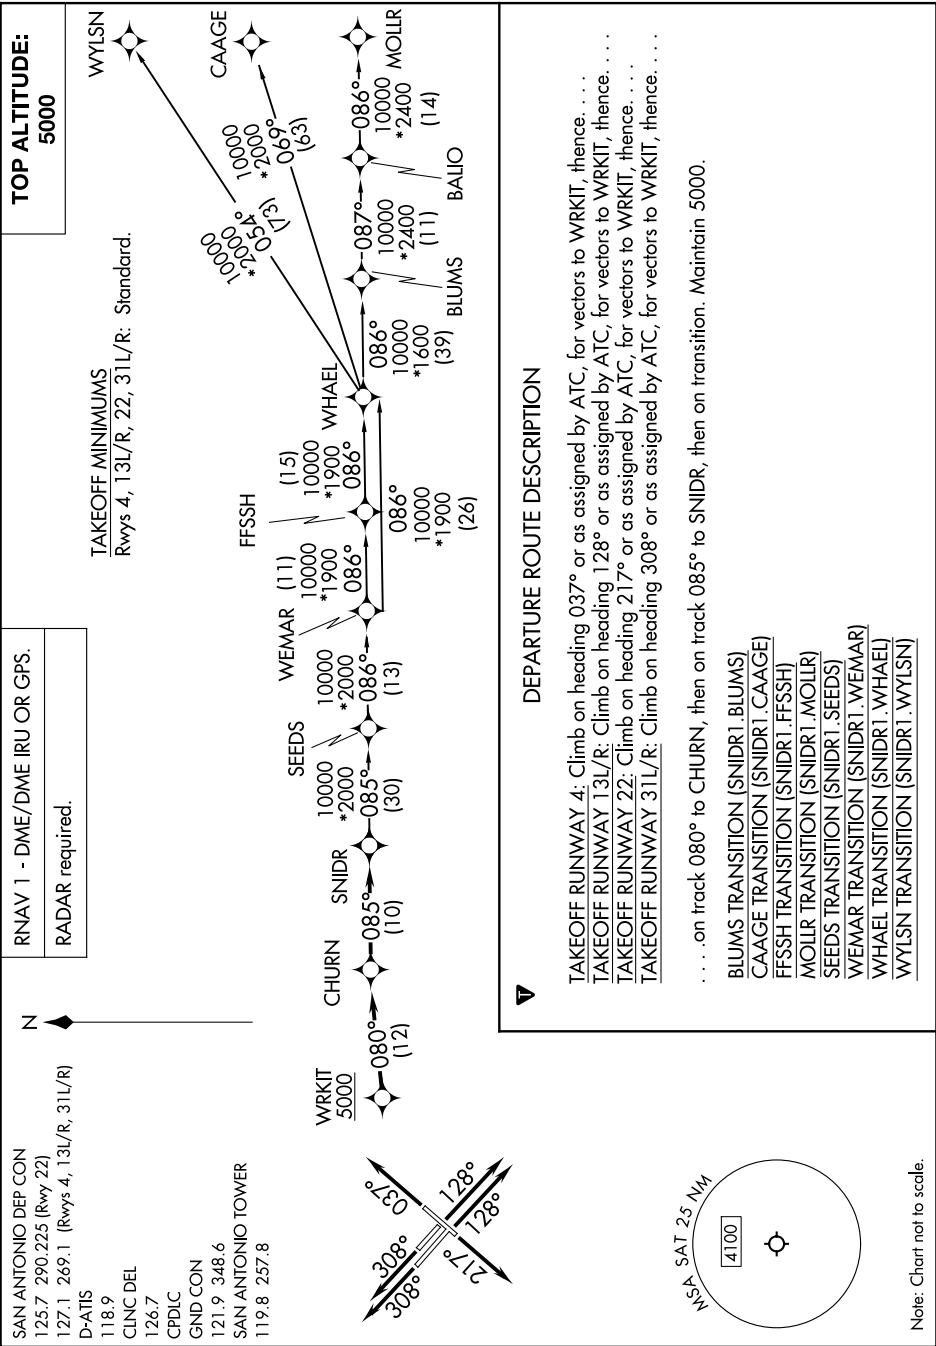 SAN ANTONIO DEP CON
125.7 290.225 (Rwy 22)
127.1 269.1 (Rwys 4, 13L/R, 31L/R)
D-ATIS
118.9
CLNC DEL
126.7
CPDLC
GND CON
121.9 348.6
SAN ANTONIO TOWER
119.8 257.8
N
RNAV 1 - DME/DME IRU OR GPS.
RADAR required.
TOP ALTITUDE:
5000
TAKEOFF MINIMUMS
Rwys 4, 13L/R, 22, 31L/R: Standard.
WRKIT
5000
080°
(12)
CHURN
085°
(10)
SNIDR
10000
*2000
085°
(30)
SEEDS
10000
*2000
086°
(13)
WEMAR
(11)
10000
*1900
086°
FFSSH
(15)
10000
*1900
086°
086°
10000
*1900
(26)
WHAEL
10000
*2000
054°
(73)
WYLSN
10000
*2000
069°
(63)
CAAGE
086°
10000
*1600
(39)
BLUMS
087°
10000
*2400
(11)
BALIO
086°
10000
*2400
(14)
MOLLR
308°
308°
037°
128°
128°
217°
MSA SAT 25 NM
4100
Note: Chart not to scale.
T
DEPARTURE ROUTE DESCRIPTION
TAKEOFF RUNWAY 4: Climb on heading 037° or as assigned by ATC, for vectors to WRKIT, thence. . . .
TAKEOFF RUNWAY 13L/R: Climb on heading 128° or as assigned by ATC, for vectors to WRKIT, thence. . . .
TAKEOFF RUNWAY 22: Climb on heading 217° or as assigned by ATC, for vectors to WRKIT, thence. . . .
TAKEOFF RUNWAY 31L/R: Climb on heading 308° or as assigned by ATC, for vectors to WRKIT, thence. . . .
. . . .on track 080° to CHURN, then on track 085° to SNIDR, then on transition. Maintain 5000.
BLUMS TRANSITION (SNIDR1.BLUMS)
CAAGE TRANSITION (SNIDR1.CAAGE)
FFSSH TRANSITION (SNIDR1.FFSSH)
MOLLR TRANSITION (SNIDR1.MOLLR)
SEEDS TRANSITION (SNIDR1.SEEDS)
WEMAR TRANSITION (SNIDR1.WEMAR)
WHAEL TRANSITION (SNIDR1.WHAEL)
WYLSN TRANSITION (SNIDR1.WYLSN)